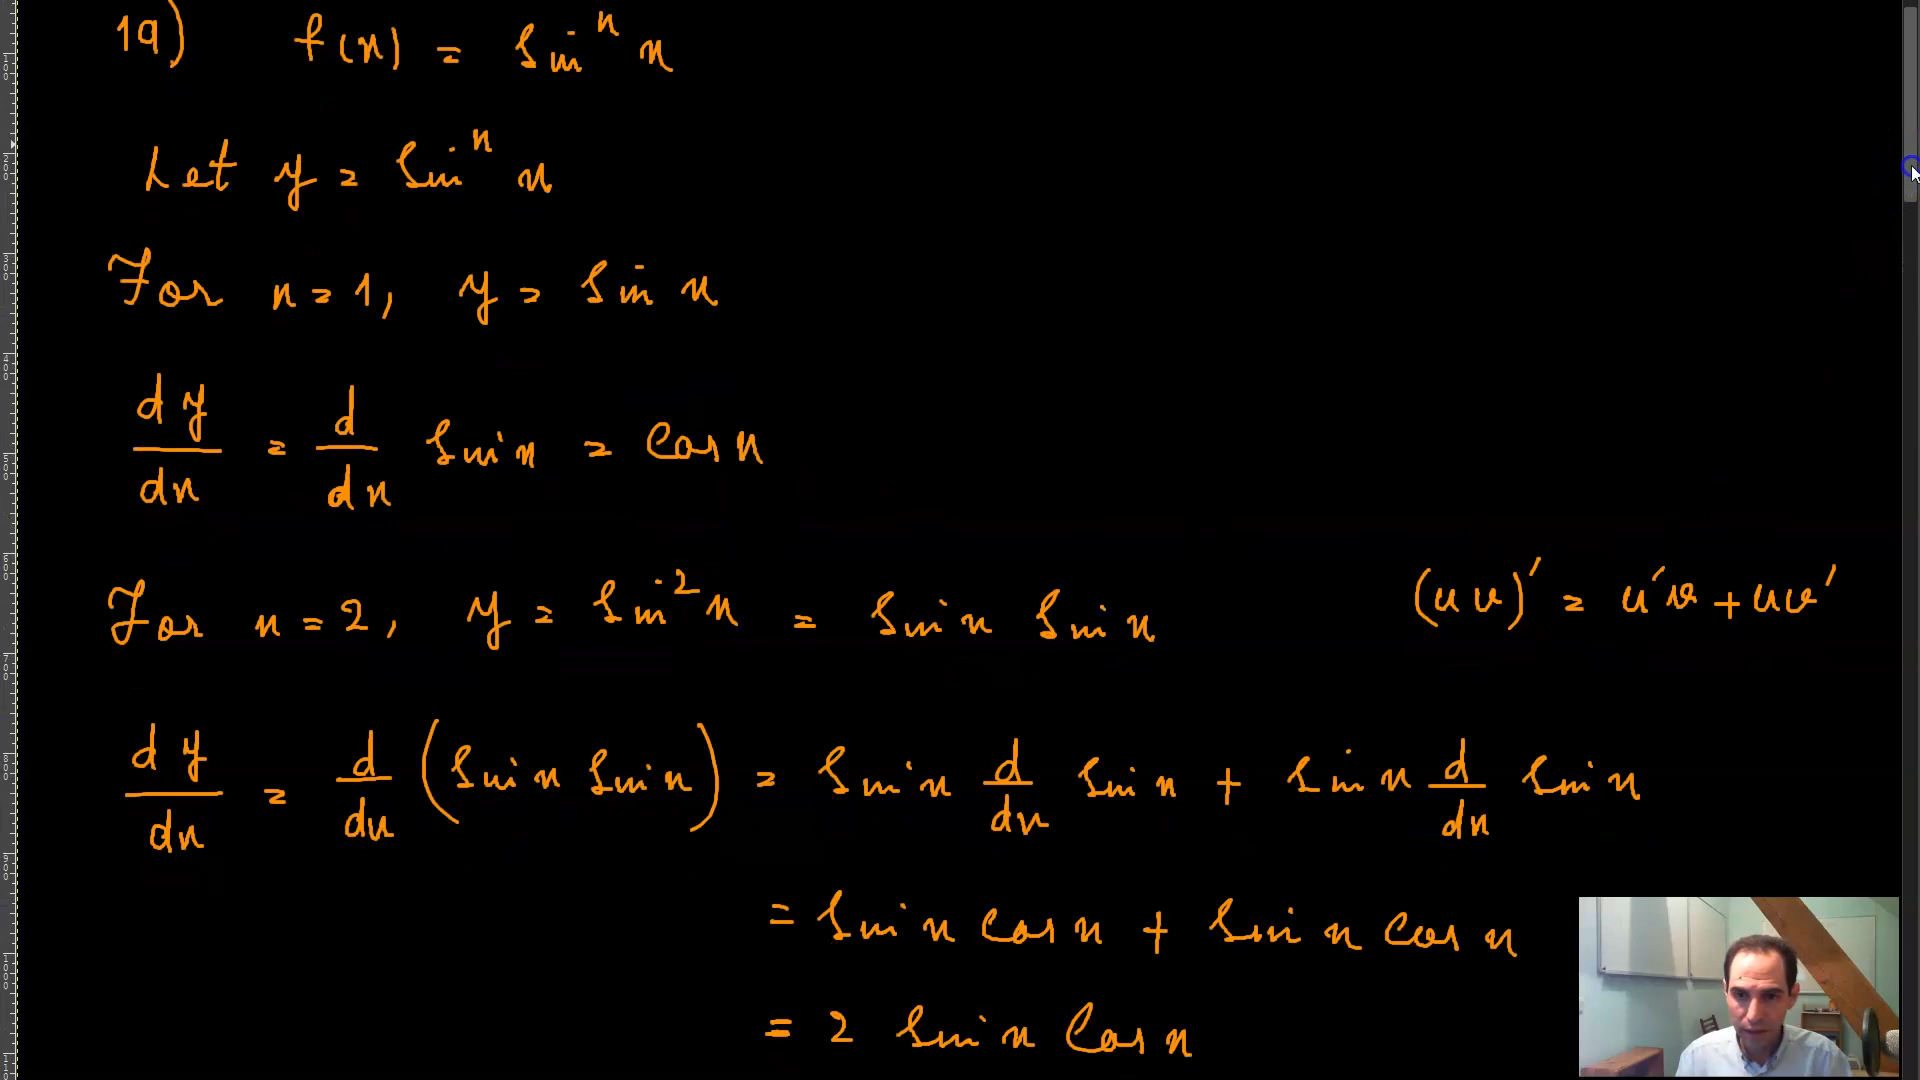 19) f(x) = sinⁿ x
Let y = sinⁿ x
For n = 1, y = sin x
dy/dx = d/dx sin x = cos x
For n = 2, y = sin² x = sin x sin x
(uv)' = u'v + uv'
dy/dx = d/dx (sin x sin x) = sin x d/dx sin x + sin x d/dx sin x
= sin x cos x + sin x cos x
= 2 sin x cos x